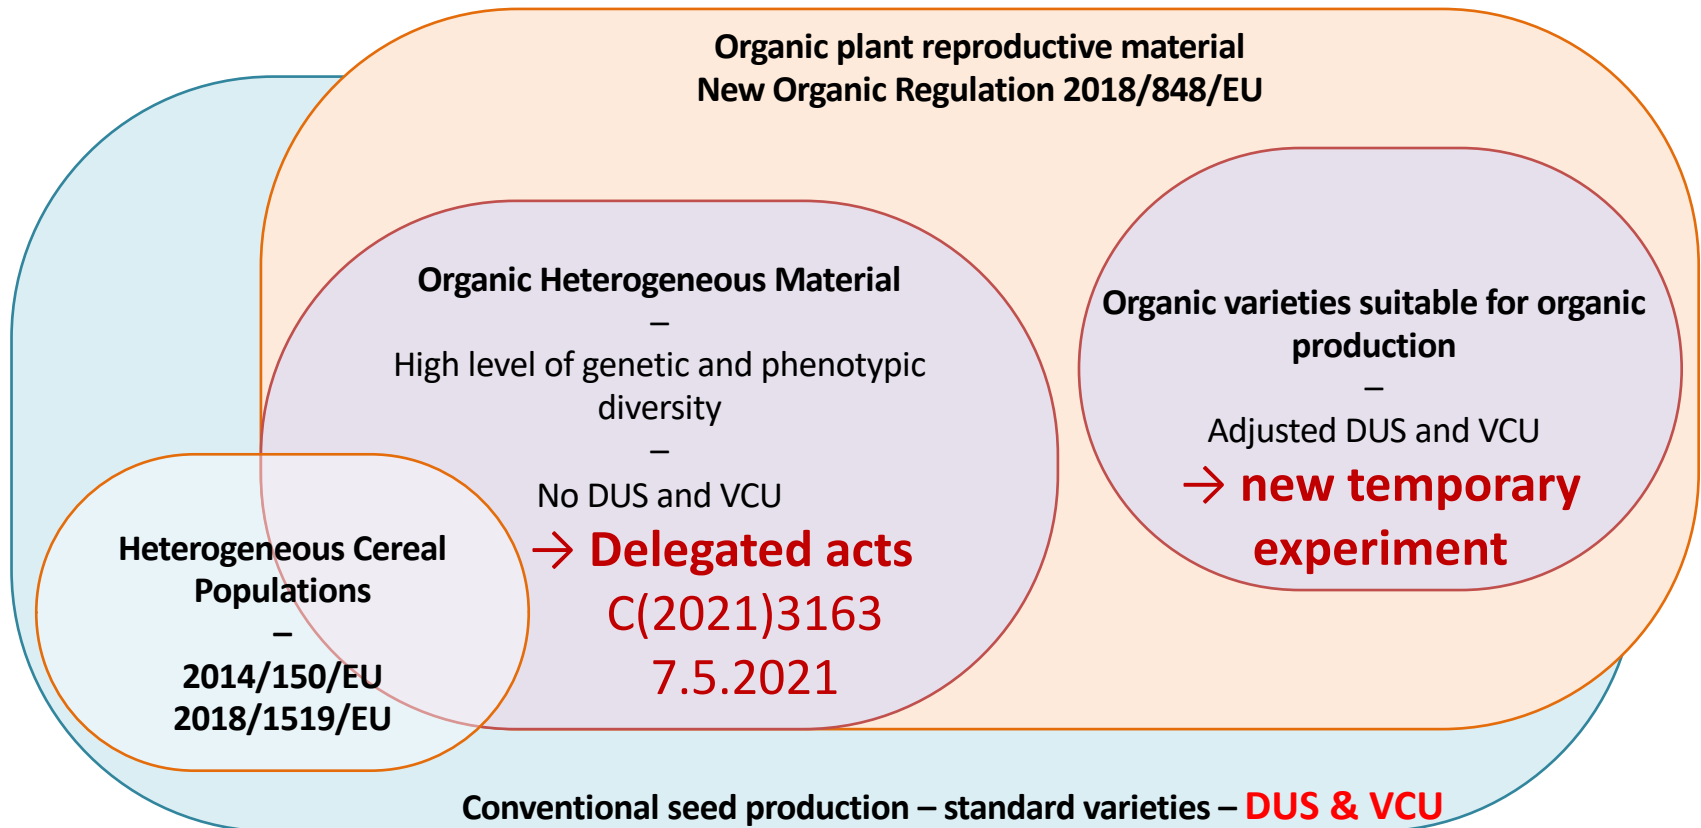 Organic plant reproductive material
New Organic Regulation 2018/848/EU
Organic Heterogeneous Material
–
High level of genetic and phenotypic
diversity
–
No DUS and VCU
→ Delegated acts
C(2021)3163
7.5.2021
Organic varieties suitable for organic
production
–
Adjusted DUS and VCU
→ new temporary
experiment
Heterogeneous Cereal
Populations
–
2014/150/EU
2018/1519/EU
Conventional seed production – standard varieties – DUS & VCU